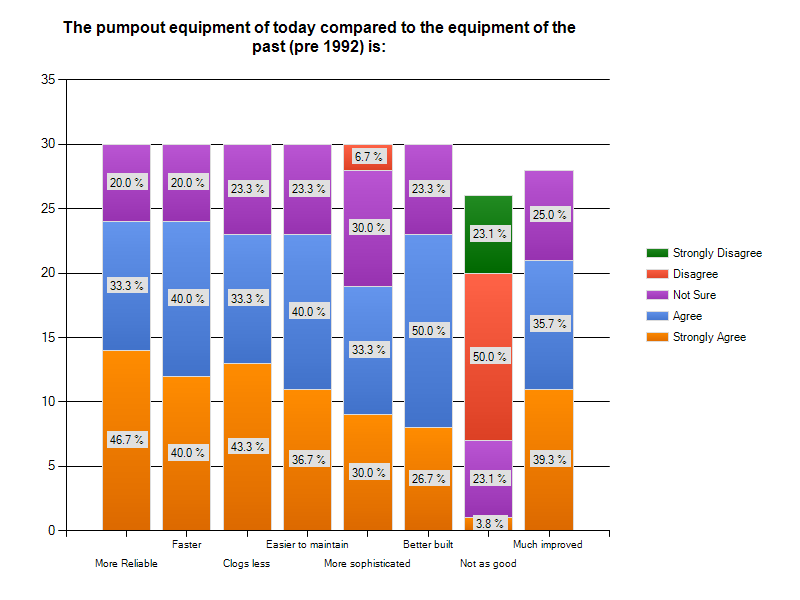 The pumpout equipment of today compared to the equipment of the
past (pre 1992) is:
35
30
25
20
15
10
5
0
20.0 %
33.3 %
46.7 %
20.0 %
40.0 %
40.0 %
23.3 %
33.3 %
43.3 %
23.3 %
40.0 %
36.7 %
6.7 %
30.0 %
33.3 %
30.0 %
23.3 %
50.0 %
26.7 %
23.1 %
50.0 %
23.1 %
3.8 %
25.0 %
35.7 %
39.3 %
More Reliable
Faster
Clogs less
Easier to maintain
More sophisticated
Better built
Not as good
Much improved
Strongly Disagree
Disagree
Not Sure
Agree
Strongly Agree